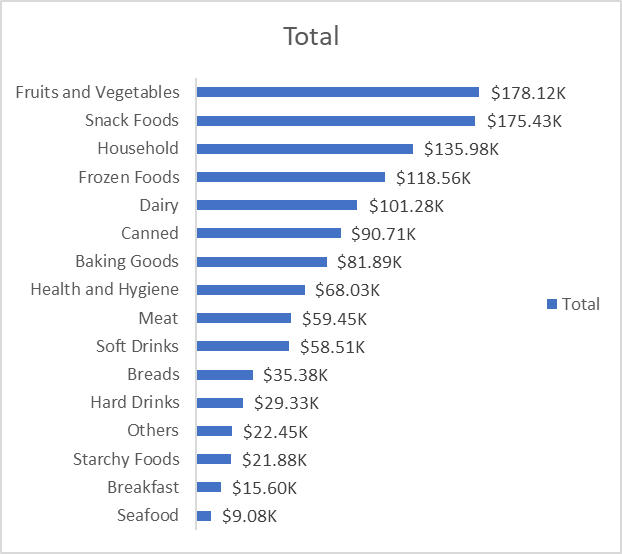 Total
Fruits and Vegetables $178.12K
Snack Foods $175.43K
Household $135.98K
Frozen Foods $118.56K
Dairy $101.28K
Canned $90.71K
Baking Goods $81.89K
Health and Hygiene $68.03K
Meat $59.45K
Soft Drinks $58.51K
Breads $35.38K
Hard Drinks $29.33K
Others $22.45K
Starchy Foods $21.88K
Breakfast $15.60K
Seafood $9.08K
Total